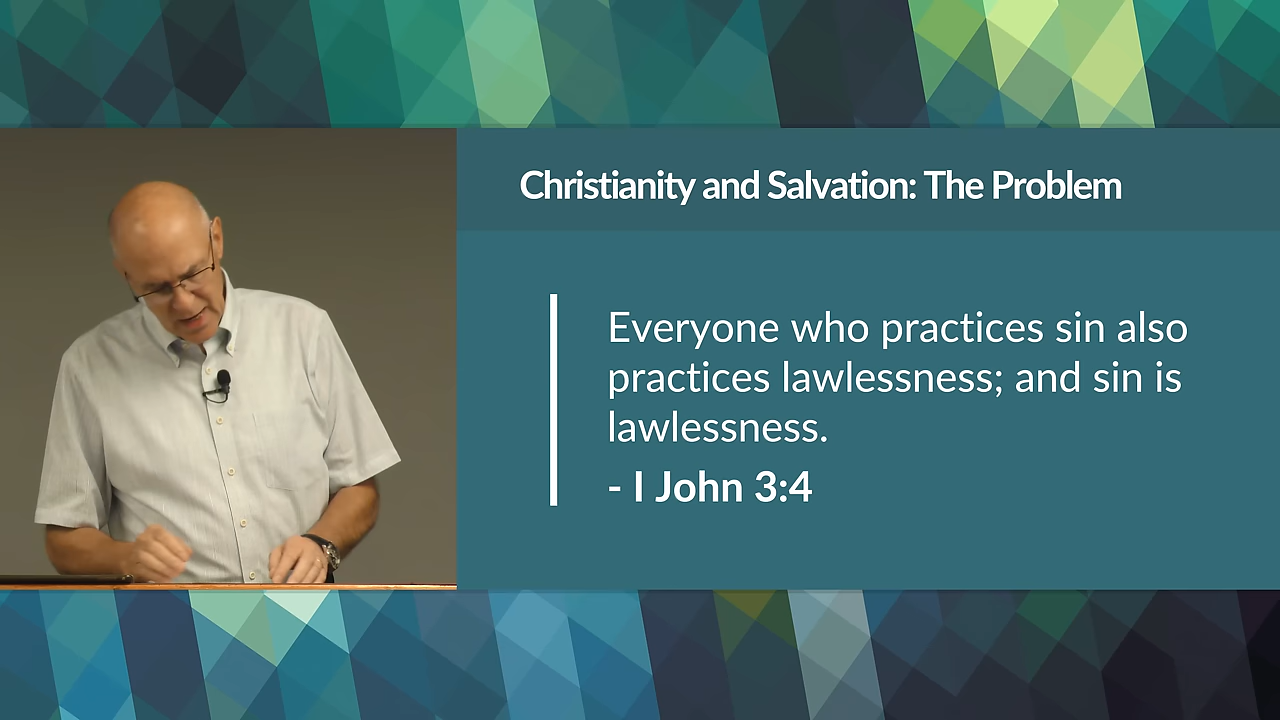 Christianity and Salvation: The Problem
Everyone who practices sin also
practices lawlessness; and sin is
lawlessness.
- I John 3:4